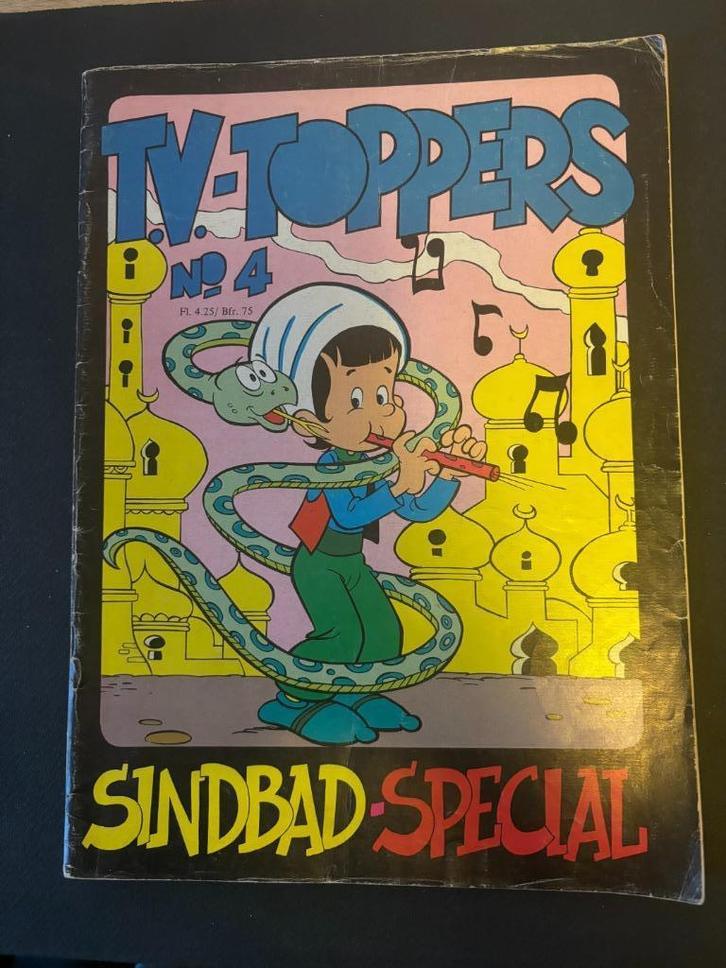 T.V.-TOPPERS
Nº 4
Fl. 4.25/ Bfr. 75
SINDBAD-SPECIAL